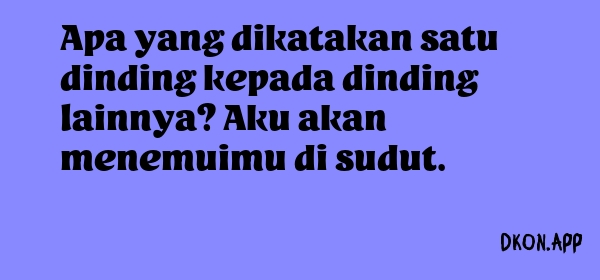 Apa yang dikatakan satu
dinding kepada dinding
lainnya? Aku akan
menemuimu di sudut.
DKON.APP